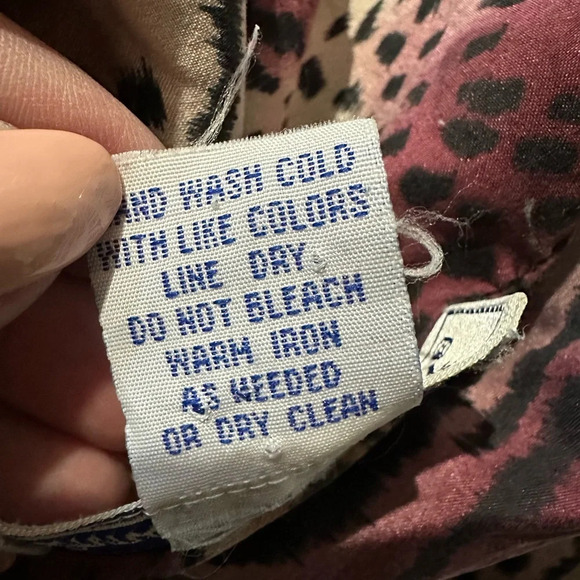 AND WASH COLD
WITH LIKE COLORS
LINE DRY
DO NOT BLEACH
WARM IRON
AS NEEDED
OR DRY CLEAN